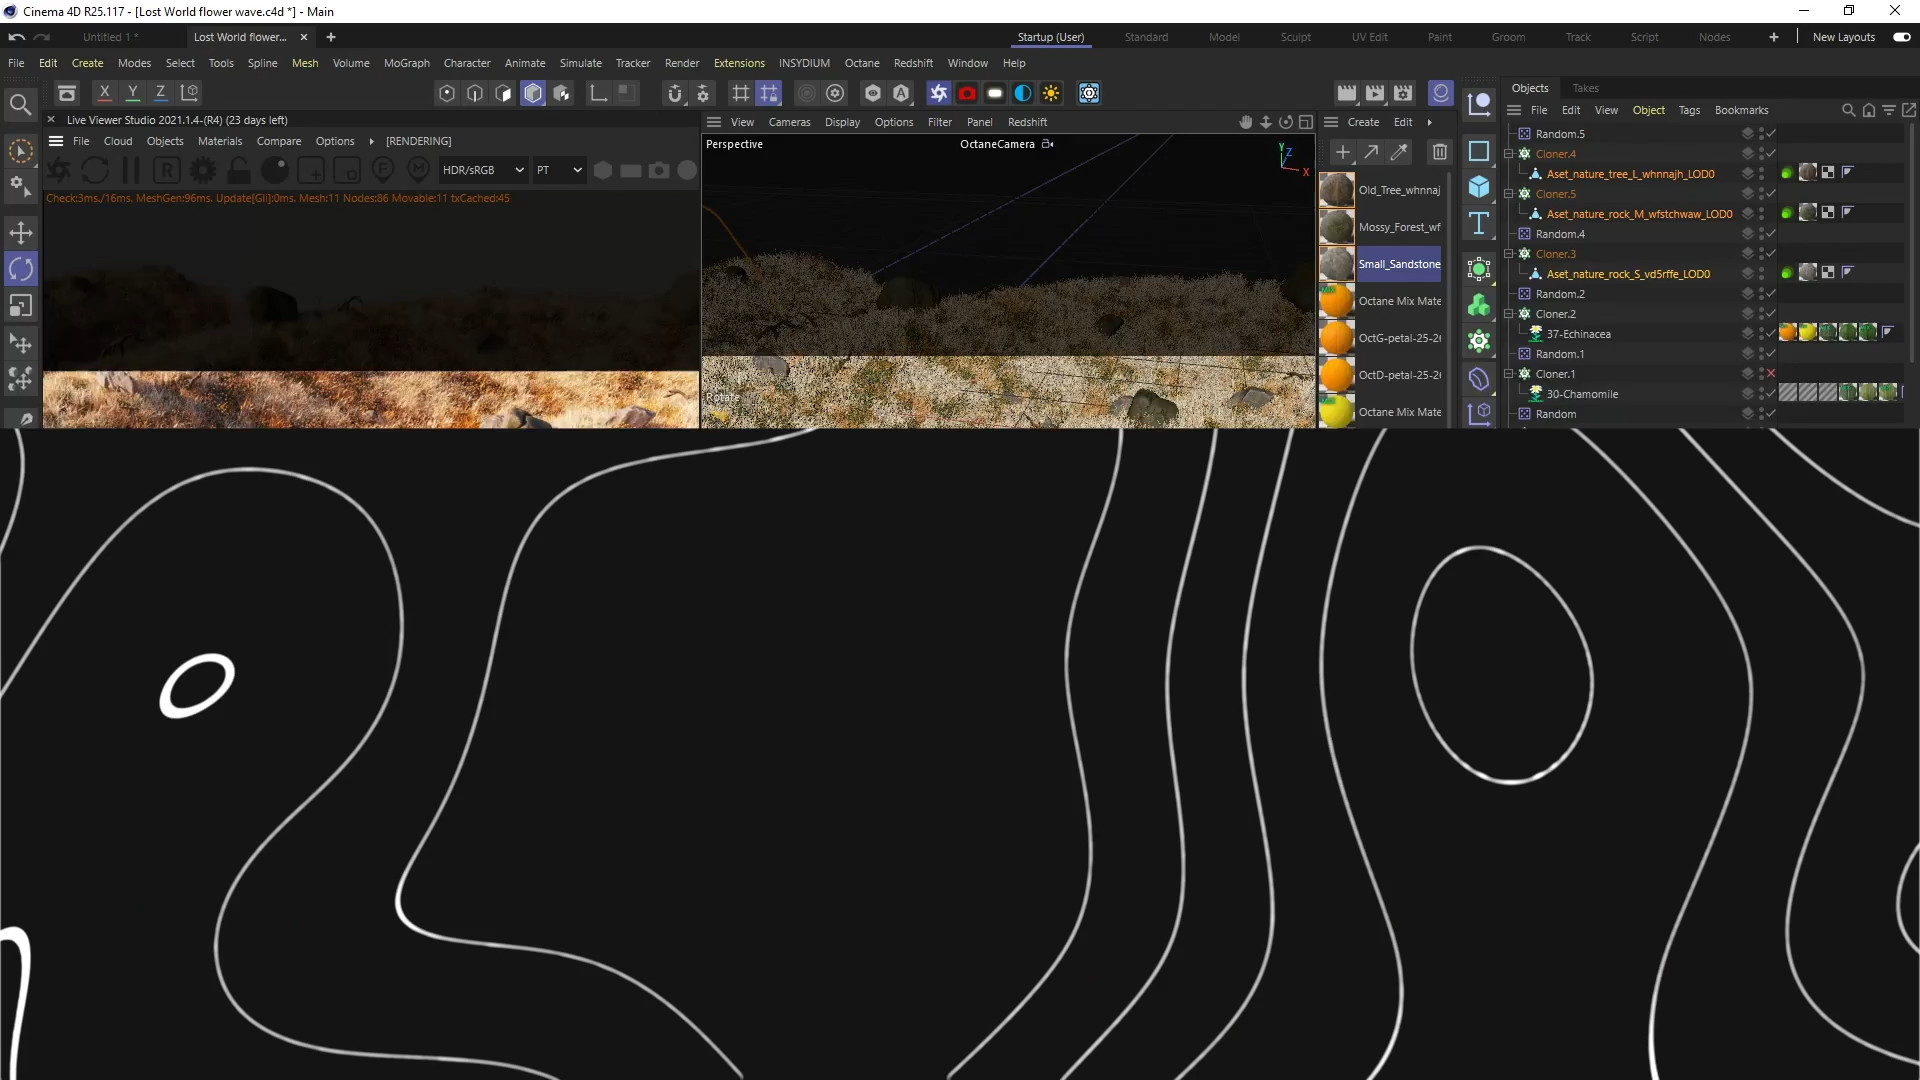 Cinema 4D R25.117 - [Lost World flower wave.c4d *] - Main
Untitled 1 *
Lost World flower...
Startup (User) Standard Model Sculpt UV Edit Paint Groom Track Script Nodes New Layouts
File Edit Create Modes Select Tools Spline Mesh Volume MoGraph Character Animate Simulate Tracker Render Extensions INSYDIUM Octane Redshift Window Help
X Y Z
Live Viewer Studio 2021.1.4-(R4) (23 days left)
File Cloud Objects Materials Compare Options [RENDERING]
HDR/sRGB PT
Check:3ms./16ms. MeshGen:96ms. Update[Gli]:0ms. Mesh:11 Nodes:86 Movable:11 txCached:45
View Cameras Display Options Filter Panel Redshift
Perspective
OctaneCamera
Y Z X
Rotate
Create Edit
Old_Tree_whnnaj
Mossy_Forest_wf
Small_Sandstone
Octane Mix Mate
OctG-petal-25-2
OctD-petal-25-2
Octane Mix Mate
Objects Takes
File Edit View Object Tags Bookmarks
Random.5
Cloner.4
Aset_nature_tree_L_whnnajh_LOD0
Cloner.5
Aset_nature_rock_M_wfstchwaw_LOD0
Random.4
Cloner.3
Aset_nature_rock_S_vd5rffe_LOD0
Random.2
Cloner.2
37-Echinacea
Random.1
Cloner.1
30-Chamomile
Random